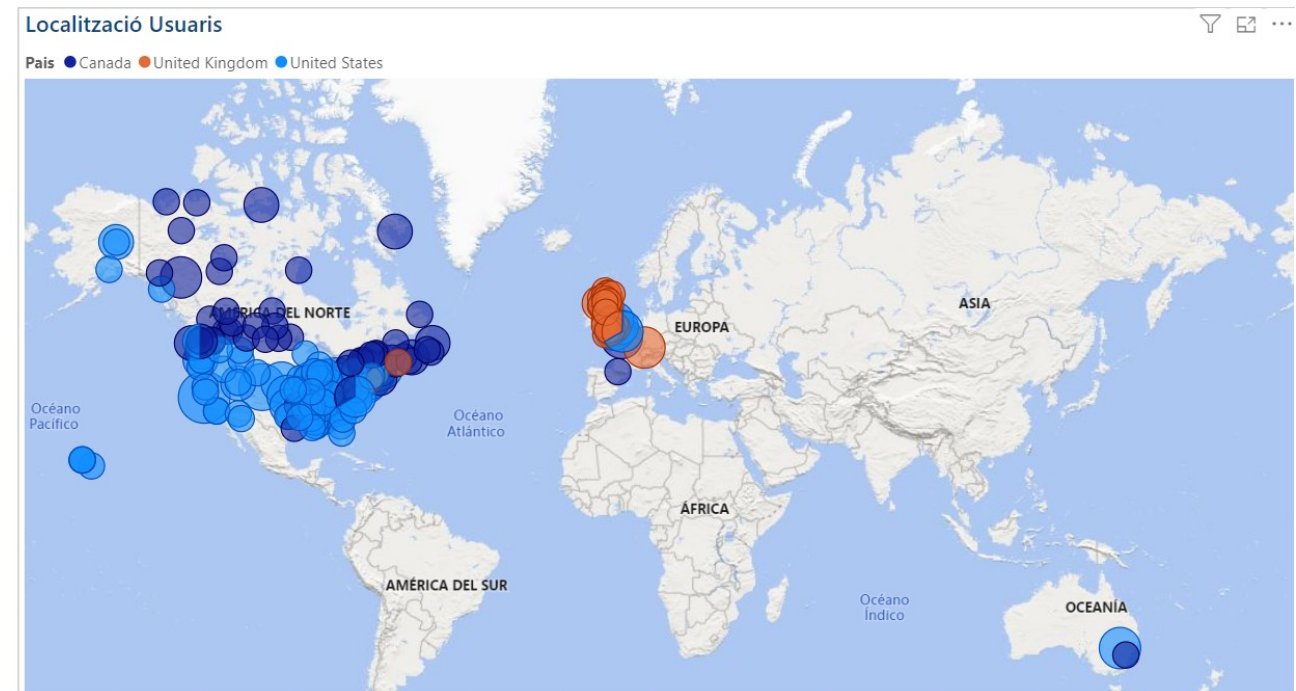 Localització Usuaris
Pais Canada United Kingdom United States
AMÉRICA DEL NORTE
EUROPA
ASIA
Océano
Pacífico
Océano
Atlántico
ÁFRICA
AMÉRICA DEL SUR
Océano
Índico
OCEANÍA